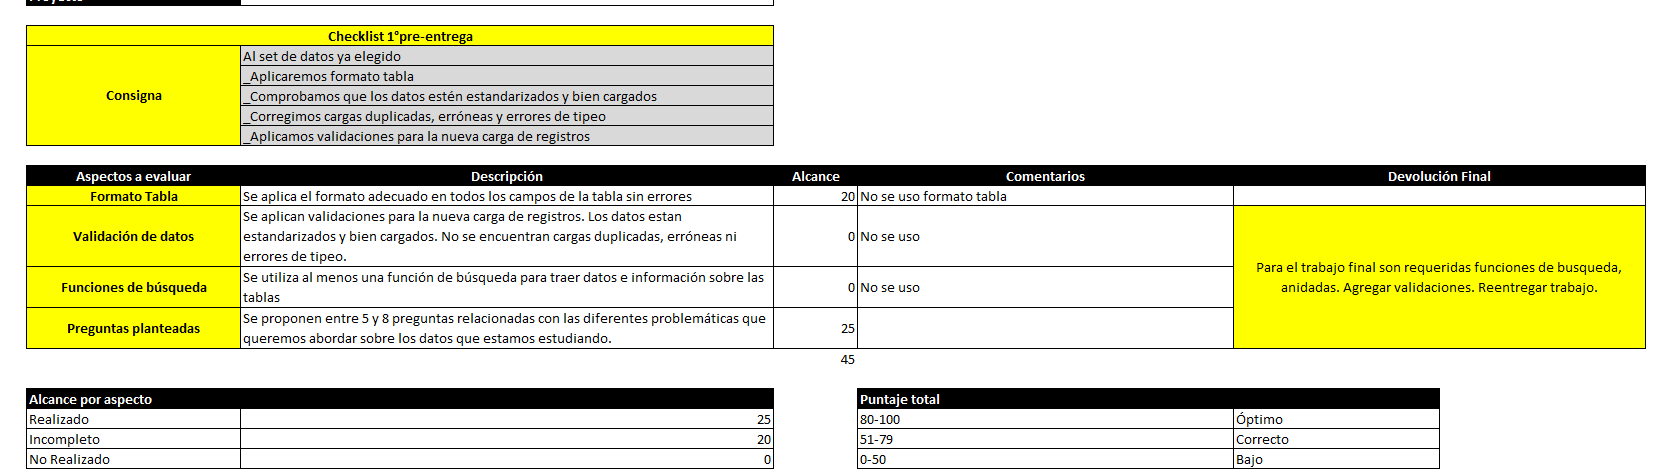 Proyecto
Checklist 1°pre-entrega
Consigna
Al set de datos ya elegido
_Aplicaremos formato tabla
_Comprobamos que los datos estén estandarizados y bien cargados
_Corregimos cargas duplicadas, erróneas y errores de tipeo
_Aplicamos validaciones para la nueva carga de registros
Aspectos a evaluar Descripción Alcance Comentarios Devolución Final
Formato Tabla Se aplica el formato adecuado en todos los campos de la tabla sin errores 20 No se uso formato tabla
Validación de datos
Se aplican validaciones para la nueva carga de registros. Los datos estan
estandarizados y bien cargados. No se encuentran cargas duplicadas, erróneas ni
errores de tipeo.
0 No se uso
Funciones de búsqueda
Se utiliza al menos una función de búsqueda para traer datos e información sobre las
tablas
0 No se uso
Preguntas planteadas
Se proponen entre 5 y 8 preguntas relacionadas con las diferentes problemáticas que
queremos abordar sobre los datos que estamos estudiando.
25
Para el trabajo final son requeridas funciones de busqueda,
anidadas. Agregar validaciones. Reentregar trabajo.
45
Alcance por aspecto
Realizado 25
Incompleto 20
No Realizado 0
Puntaje total
80-100 Óptimo
51-79 Correcto
0-50 Bajo